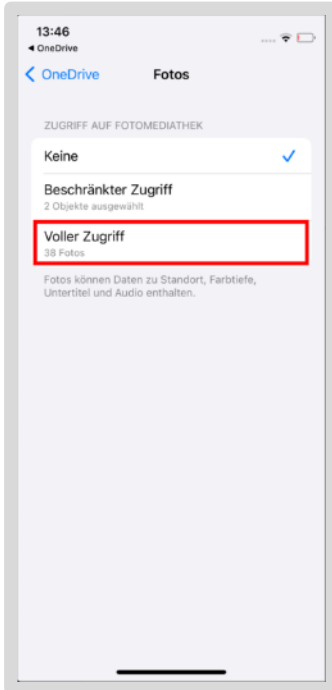 13:46
◀ OneDrive
OneDrive Fotos
ZUGRIFF AUF FOTOMEDIATHEK
Keine
Beschränkter Zugriff
2 Objekte ausgewählt
Voller Zugriff
38 Fotos
Fotos können Daten zu Standort, Farbtiefe,
Untertitel und Audio enthalten.